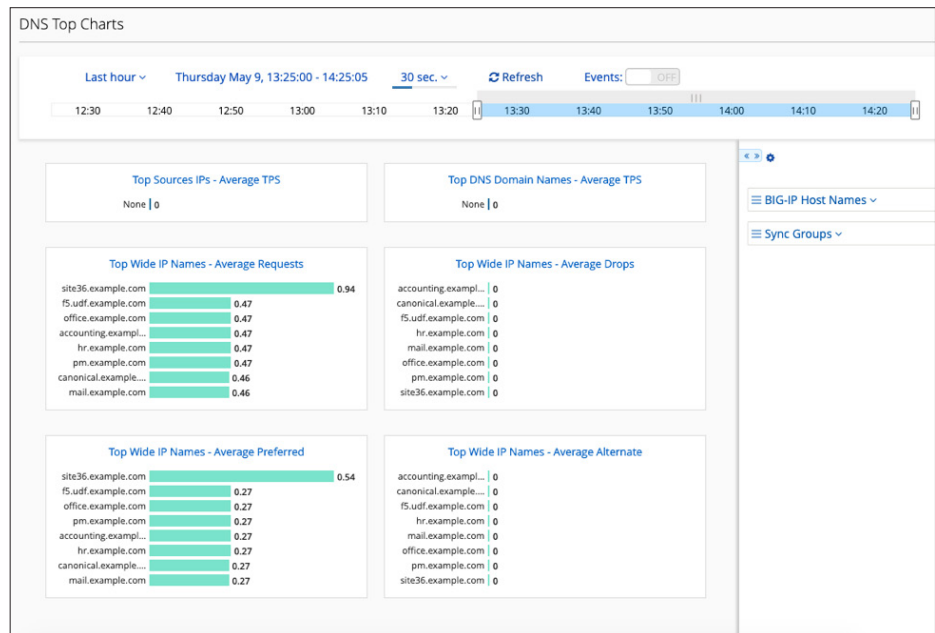 DNS Top Charts
Last hour Thursday May 9, 13:25:00 - 14:25:05 30 sec. Refresh Events: OFF
12:30 12:40 12:50 13:00 13:10 13:20 13:30 13:40 13:50 14:00 14:10 14:20
BIG-IP Host Names
Sync Groups
Top Sources IPs - Average TPS
None 0
Top DNS Domain Names - Average TPS
None 0
Top Wide IP Names - Average Requests
site36.example.com 0.94
f5.udf.example.com 0.47
office.example.com 0.47
accounting.exampl... 0.47
hr.example.com 0.47
pm.example.com 0.47
canonical.example.... 0.46
mail.example.com 0.46
Top Wide IP Names - Average Drops
accounting.exampl... 0
canonical.example.... 0
f5.udf.example.com 0
hr.example.com 0
mail.example.com 0
office.example.com 0
pm.example.com 0
site36.example.com 0
Top Wide IP Names - Average Preferred
site36.example.com 0.54
f5.udf.example.com 0.27
office.example.com 0.27
pm.example.com 0.27
accounting.exampl... 0.27
hr.example.com 0.27
canonical.example.... 0.27
mail.example.com 0.27
Top Wide IP Names - Average Alternate
accounting.exampl... 0
canonical.example.... 0
f5.udf.example.com 0
hr.example.com 0
mail.example.com 0
office.example.com 0
pm.example.com 0
site36.example.com 0